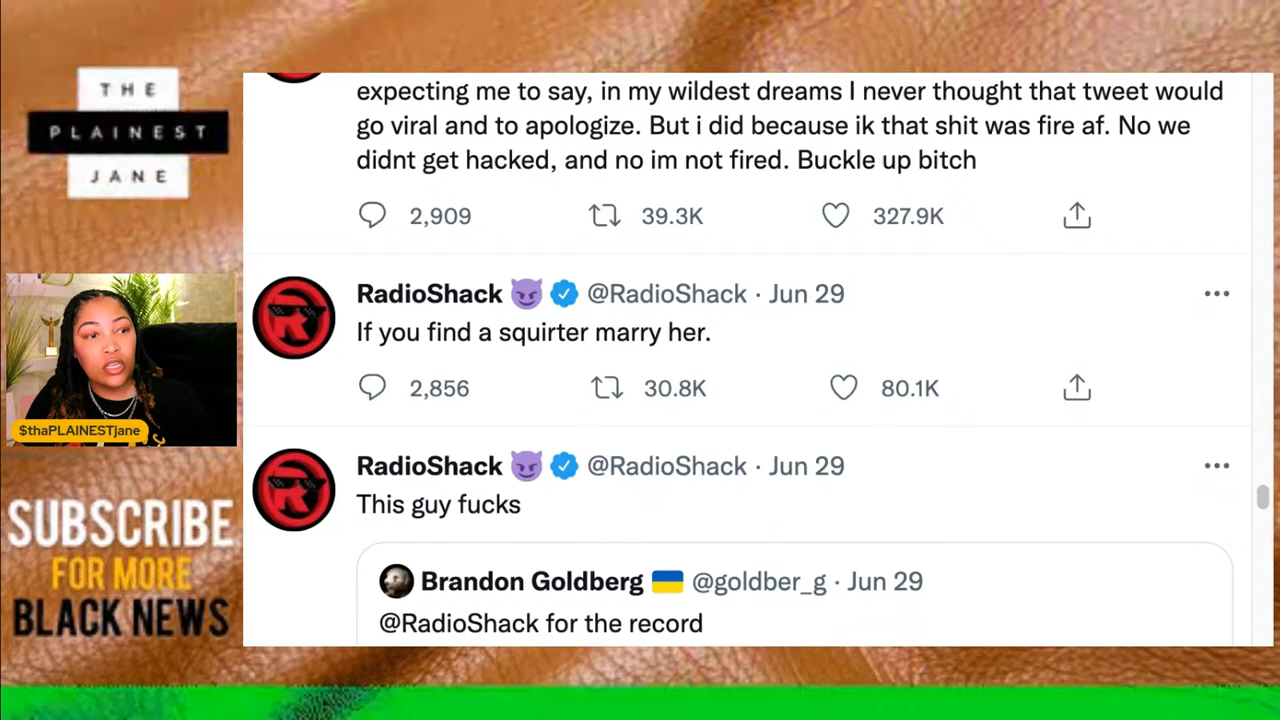 THE
PLAINEST
JANE
$thaPLAINESTjane
SUBSCRIBE
FOR MORE
BLACK NEWS
expecting me to say, in my wildest dreams I never thought that tweet would
go viral and to apologize. But i did because ik that shit was fire af. No we
didnt get hacked, and no im not fired. Buckle up bitch
2,909 39.3K 327.9K
RadioShack 😈 @RadioShack · Jun 29
If you find a squirter marry her.
2,856 30.8K 80.1K
RadioShack 😈 @RadioShack · Jun 29
This guy fucks
Brandon Goldberg 🇺🇦 @goldber_g · Jun 29
@RadioShack for the record